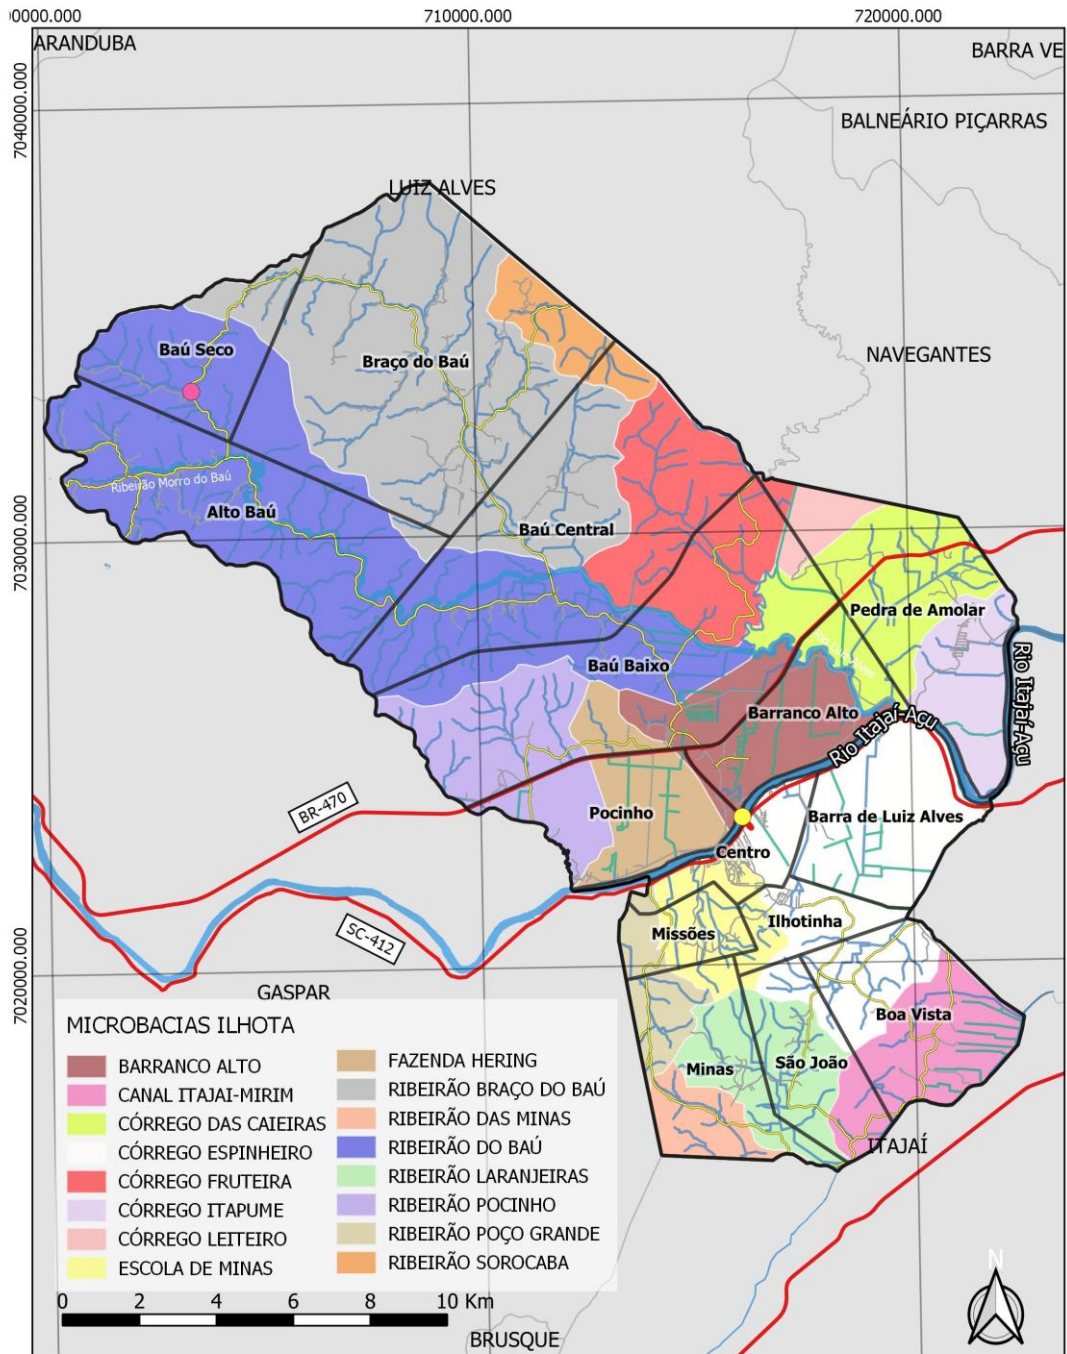 710000.000
720000.000
ARANDUBA
BARRA VE
7040000.000
BALNEÁRIO PIÇARRAS
LUIZ ALVES
Baú Seco
Braço do Baú
NAVEGANTES
Ribeirão Morro do Baú
Alto Baú
7030000.000
Baú Central
Pedra de Amolar
Baú Baixo
Rio Luís Alves
Rio Itajaí-Açu
Barranco Alto
Rio Itajaí-Açu
BR-470
Pocinho
Barra de Luiz Alves
Centro
Ilhotinha
Missões
SC-412
7020000.000
GASPAR
Boa Vista
São João
Minas
ITAJAÍ
MICROBACIAS ILHOTA
BARRANCO ALTO
CANAL ITAJAI-MIRIM
CÓRREGO DAS CAIEIRAS
CÓRREGO ESPINHEIRO
CÓRREGO FRUTEIRA
CÓRREGO ITAPUME
CÓRREGO LEITEIRO
ESCOLA DE MINAS
FAZENDA HERING
RIBEIRÃO BRAÇO DO BAÚ
RIBEIRÃO DAS MINAS
RIBEIRÃO DO BAÚ
RIBEIRÃO LARANJEIRAS
RIBEIRÃO POCINHO
RIBEIRÃO POÇO GRANDE
RIBEIRÃO SOROCABA
0 2 4 6 8 10 Km
BRUSQUE
N